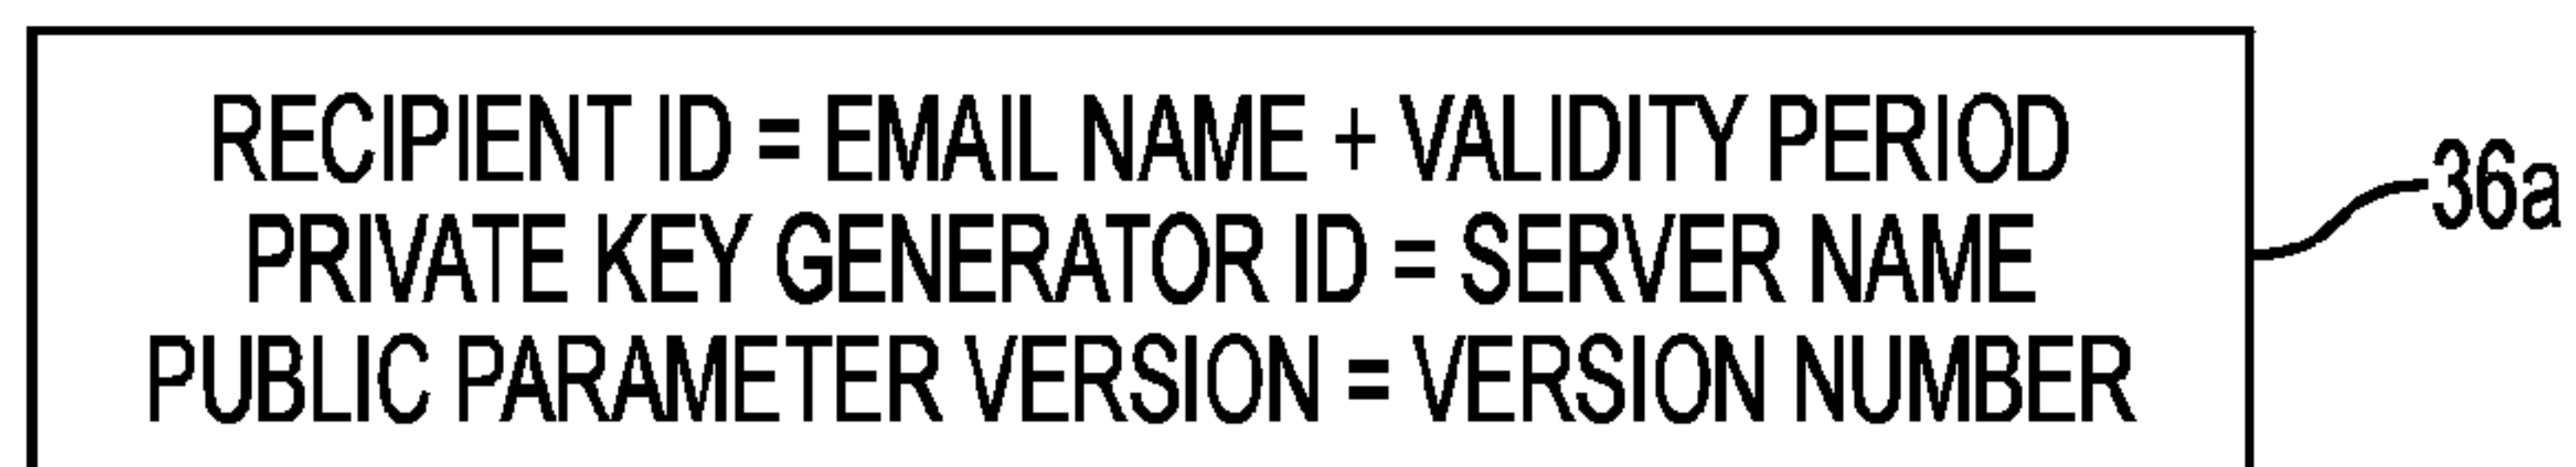 RECIPIENT ID = EMAIL NAME + VALIDITY PERIOD
PRIVATE KEY GENERATOR ID = SERVER NAME
PUBLIC PARAMETER VERSION = VERSION NUMBER
36a